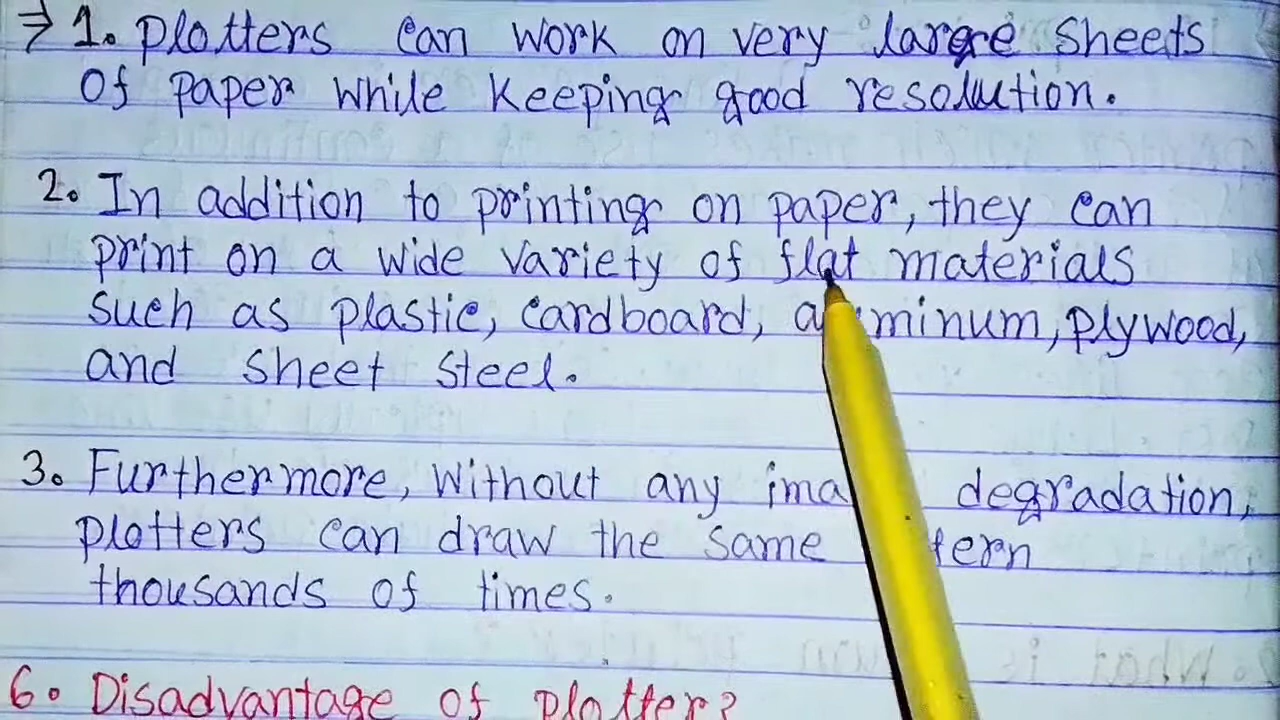 ⇒ 1. Plotters can work on very large sheets
of paper while keeping good resolution.
2. In addition to printing on paper, they can
print on a wide variety of flat materials
such as plastic, cardboard, a minum, plywood,
and sheet steel.
3. Furthermore, without any ima degradation,
plotters can draw the same tern
thousands of times.
6. Disadvantage of plotter?